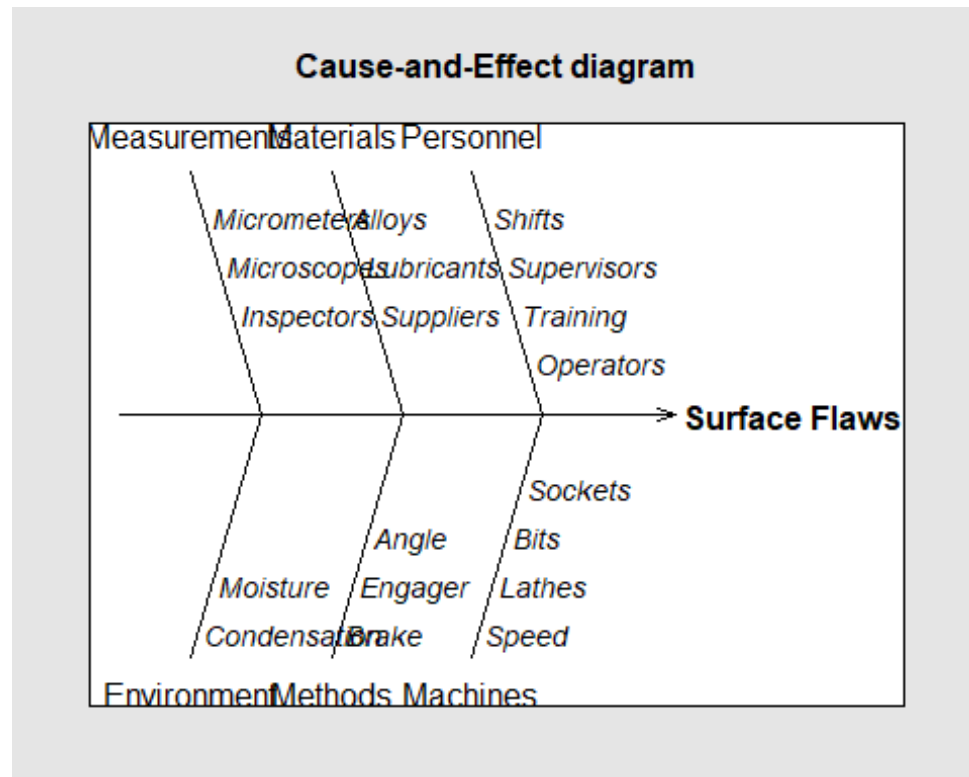 Cause-and-Effect diagram
Measurements Materials Personnel
Micrometers Alloys Shifts
Microscopes Lubricants Supervisors
Inspectors Suppliers Training
Operators
Surface Flaws
Sockets
Angle Bits
Moisture Engager Lathes
Condensation Brake Speed
Environment Methods Machines